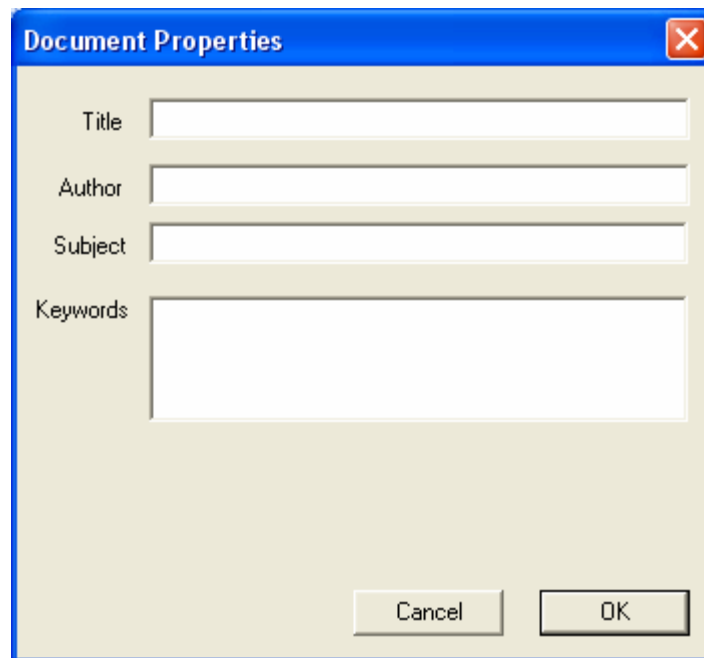 Document Properties
Title
Author
Subject
Keywords
Cancel OK